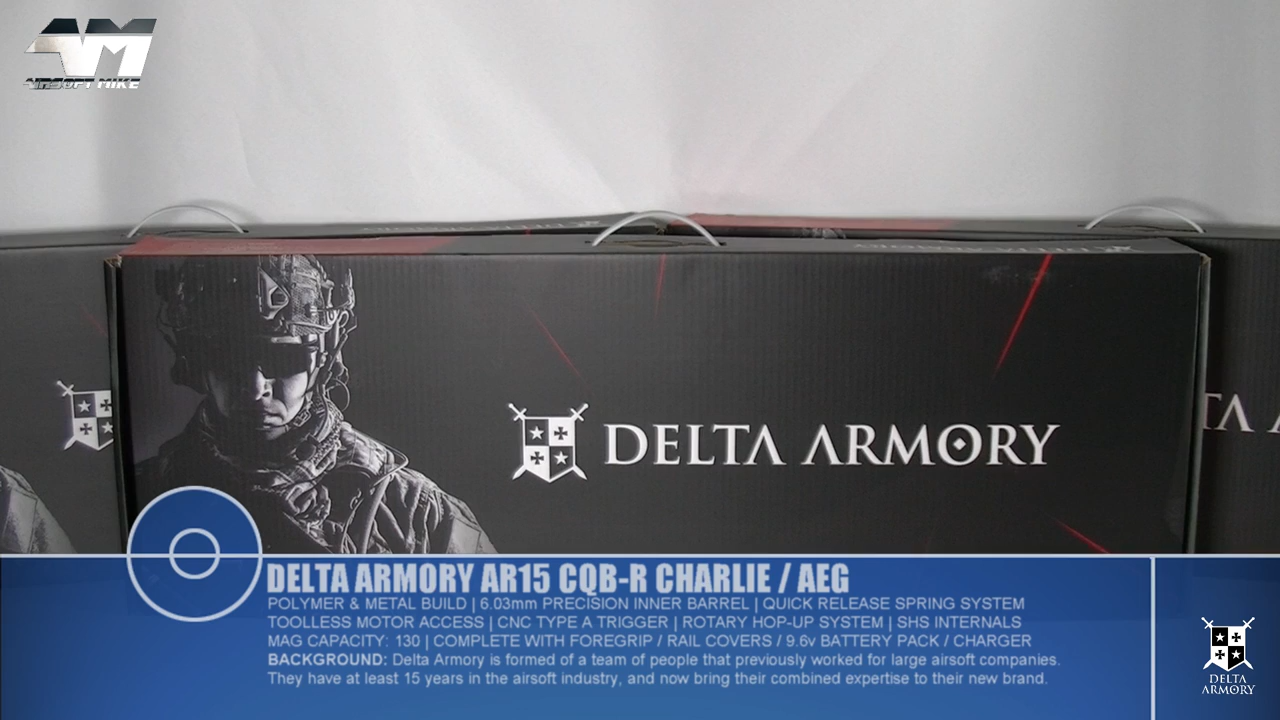 AM
AIRSOFT MIKE
DELTA ARMORY
TA A
DELTA ARMORY AR15 CQB-R CHARLIE / AEG
POLYMER & METAL BUILD | 6.03mm PRECISION INNER BARREL | QUICK RELEASE SPRING SYSTEM
TOOLLESS MOTOR ACCESS | CNC TYPE A TRIGGER | ROTARY HOP-UP SYSTEM | SHS INTERNALS
MAG CAPACITY: 130 | COMPLETE WITH FOREGRIP / RAIL COVERS / 9.6v BATTERY PACK / CHARGER
BACKGROUND: Delta Armory is formed of a team of people that previously worked for large airsoft companies.
They have at least 15 years in the airsoft industry, and now bring their combined expertise to their new brand.
DELTA
ARMORY